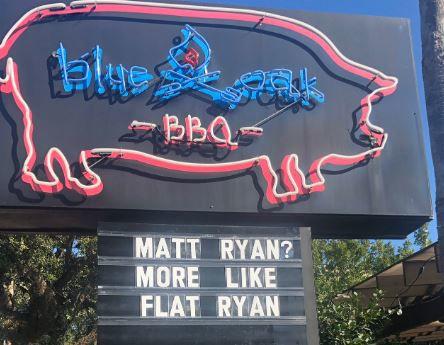 blue oak
BBQ
MATT RYAN?
MORE LIKE
FLAT RYAN